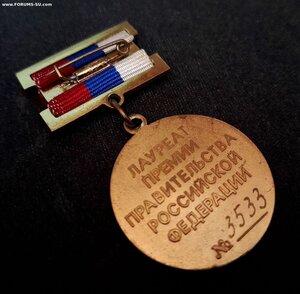 www.FORUMS-SU.com
ЛАУРЕАТ
ПРЕМИИ
ПРАВИТЕЛЬСТВА
РОССИЙСКОЙ
ФЕДЕРАЦИИ
№ 3533